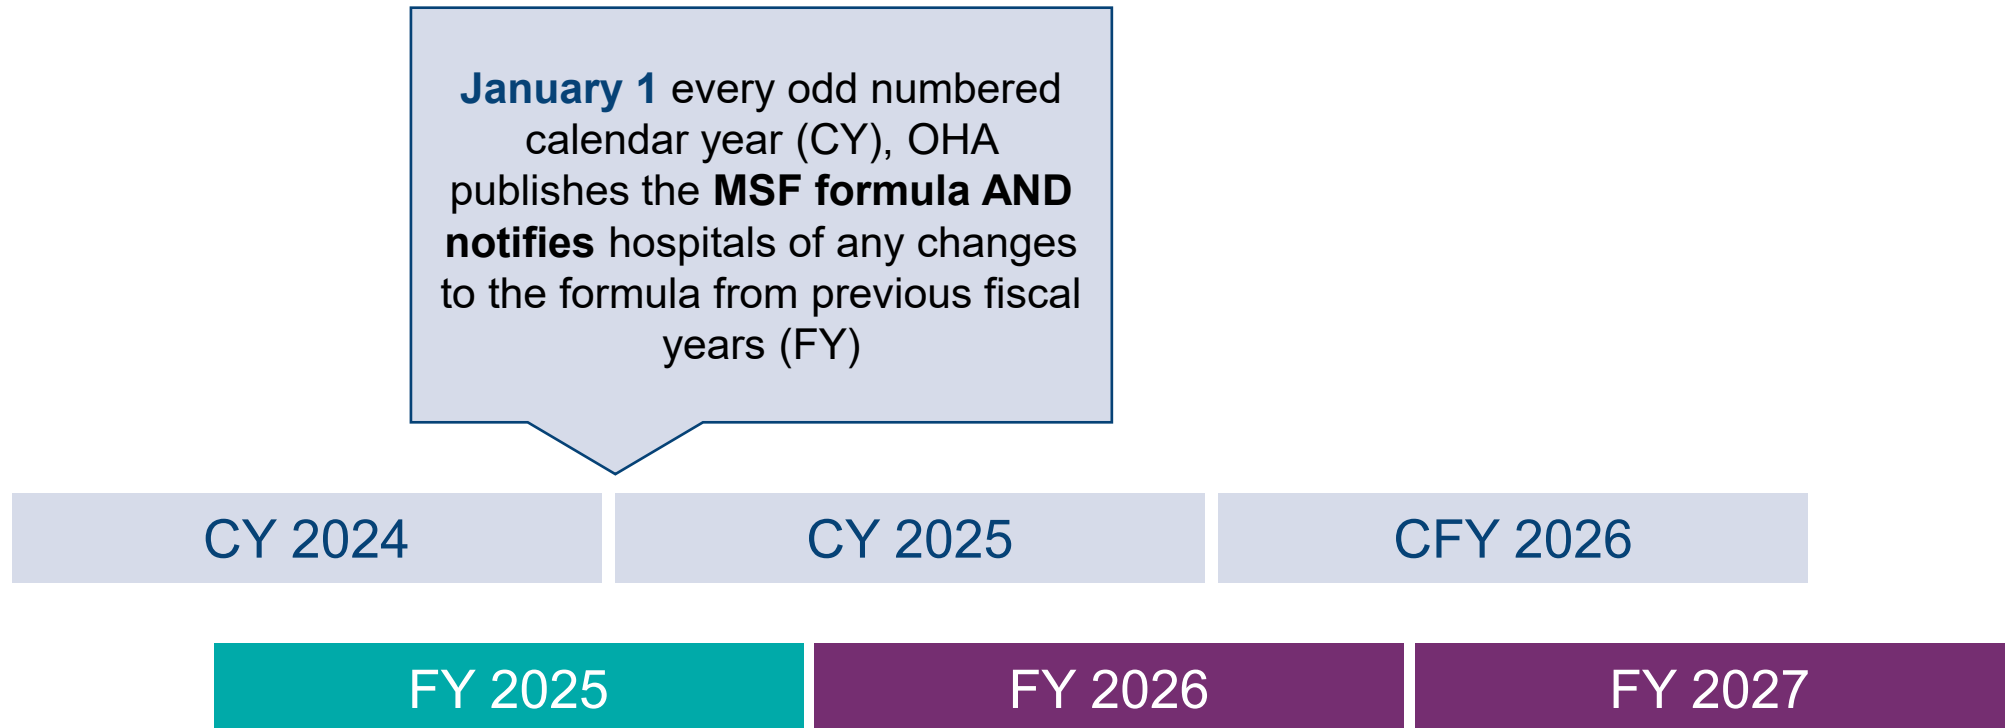 January 1 every odd numbered
calendar year (CY), OHA
publishes the MSF formula AND
notifies hospitals of any changes
to the formula from previous fiscal
years (FY)
CY 2024
CY 2025
CFY 2026
FY 2025
FY 2026
FY 2027